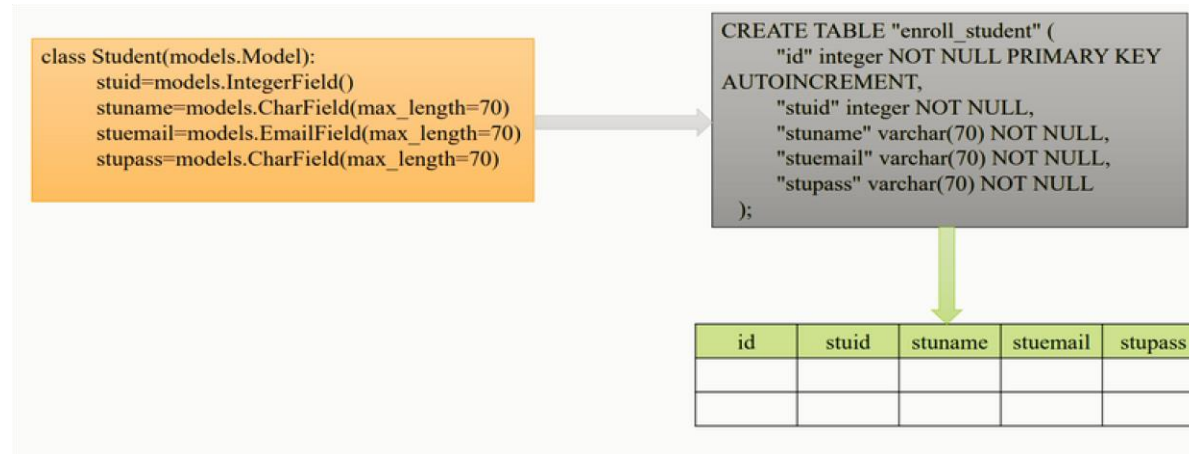 class Student(models.Model):
stuid=models.IntegerField()
stuname=models.CharField(max_length=70)
stuemail=models.EmailField(max_length=70)
stupass=models.CharField(max_length=70)
CREATE TABLE "enroll_student" (
"id" integer NOT NULL PRIMARY KEY
AUTOINCREMENT,
"stuid" integer NOT NULL,
"stuname" varchar(70) NOT NULL,
"stuemail" varchar(70) NOT NULL,
"stupass" varchar(70) NOT NULL
);
id stuid stuname stuemail stupass